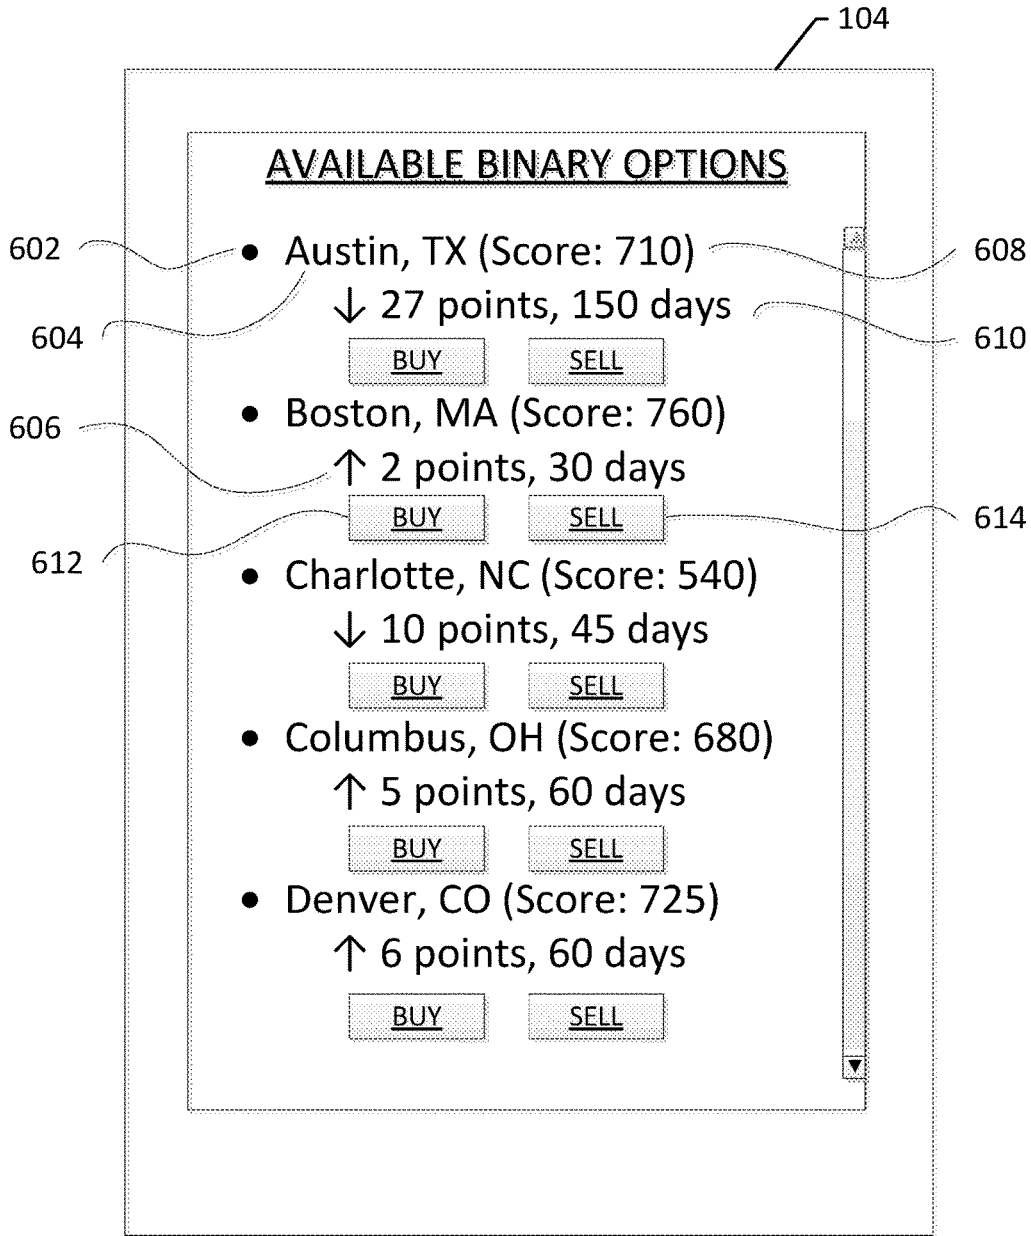 104
AVAILABLE BINARY OPTIONS
602
● Austin, TX (Score: 710)
608
604
↓ 27 points, 150 days
610
BUY SELL
● Boston, MA (Score: 760)
606
↑ 2 points, 30 days
612
BUY SELL
614
● Charlotte, NC (Score: 540)
↓ 10 points, 45 days
BUY SELL
● Columbus, OH (Score: 680)
↑ 5 points, 60 days
BUY SELL
● Denver, CO (Score: 725)
↑ 6 points, 60 days
BUY SELL